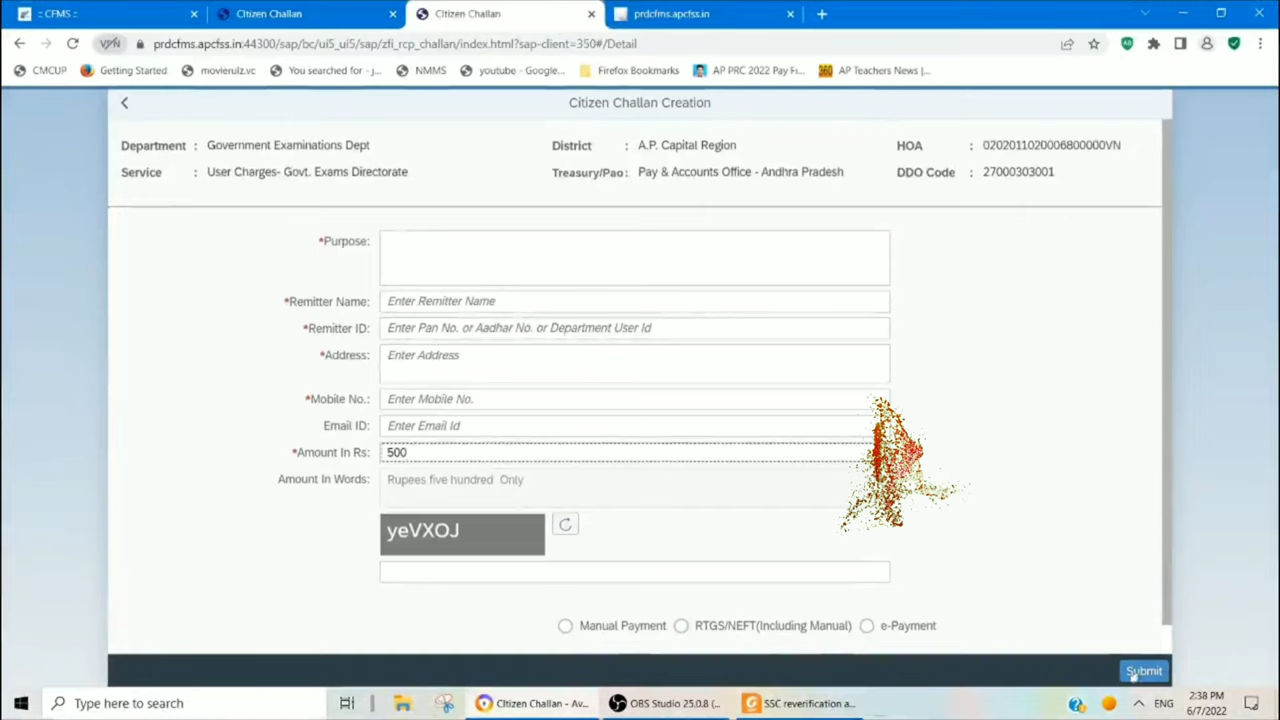 :: CFMS ::
Citizen Challan
Citizen Challan
prdcfms.apcfss.in
VPN
prdcfms.apcfss.in:44300/sap/bc/ui5_ui5/sap/zfi_rcp_challan/index.html?sap-client=350#/Detail
CMCUP
Getting Started
movierulz.vc
You searched for - j...
NMMS
youtube - Google...
Firefox Bookmarks
AP PRC 2022 Pay Fi...
AP Teachers News |...
Citizen Challan Creation
Department : Government Examinations Dept
District : A.P. Capital Region
HOA : 0202011020006800000VN
Service : User Charges- Govt. Exams Directorate
Treasury/Pao: Pay & Accounts Office - Andhra Pradesh
DDO Code : 27000303001
*Purpose:
*Remitter Name: Enter Remitter Name
*Remitter ID: Enter Pan No. or Aadhar No. or Department User Id
*Address: Enter Address
*Mobile No.: Enter Mobile No.
Email ID: Enter Email Id
*Amount In Rs: 500
Amount In Words: Rupees five hundred Only
yeVXOJ
Manual Payment
RTGS/NEFT(Including Manual)
e-Payment
Submit
Type here to search
Citizen Challan - Av...
OBS Studio 25.0.8 (...
SSC reverification a...
ENG
2:38 PM
6/7/2022